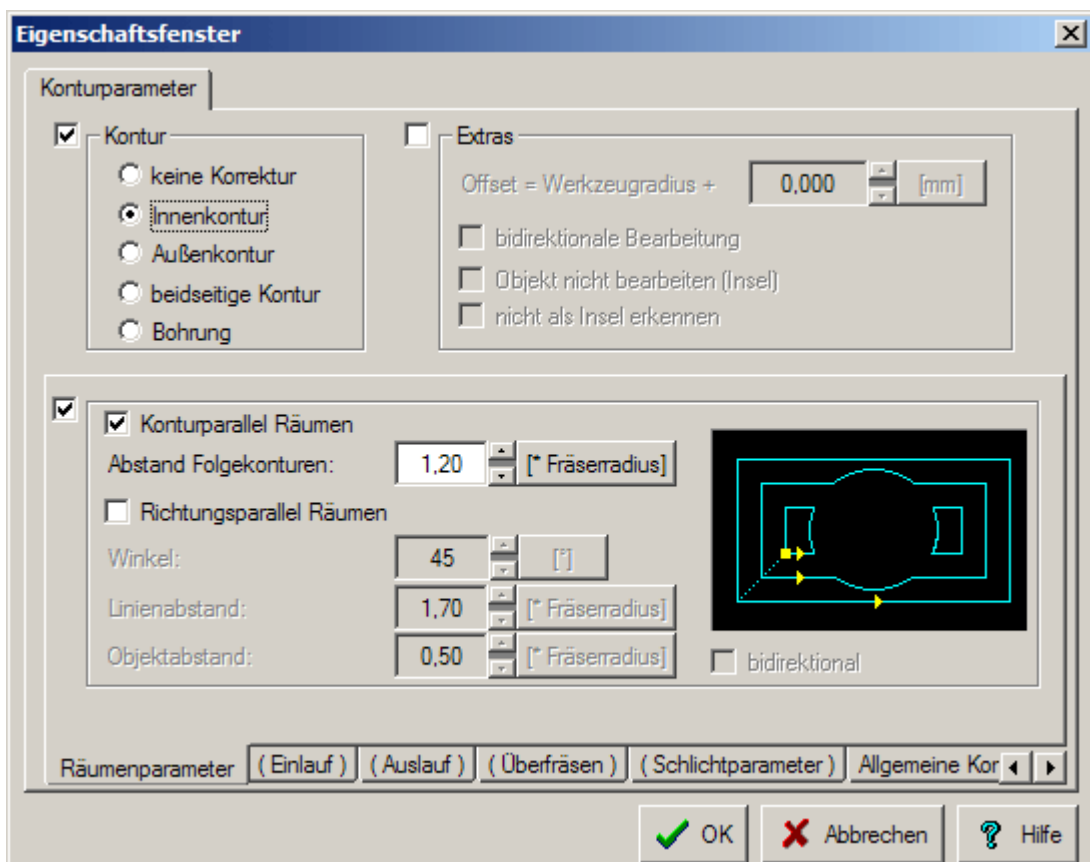 Eigenschaftsfenster
Konturparameter
Kontur
keine Korrektur
Innenkontur
Außenkontur
beidseitige Kontur
Bohrung
Extras
Offset = Werkzeugradius + 0,000 [mm]
bidirektionale Bearbeitung
Objekt nicht bearbeiten (Insel)
nicht als Insel erkennen
Konturparallel Räumen
Abstand Folgekonturen: 1,20 [* Fräserradius]
Richtungsparallel Räumen
Winkel: 45 [°]
Linienabstand: 1,70 [* Fräserradius]
Objektabstand: 0,50 [* Fräserradius]
bidirektional
Räumenparameter ( Einlauf ) ( Auslauf ) ( Überfräsen ) ( Schlichtparameter ) Allgemeine Kor
OK Abbrechen Hilfe